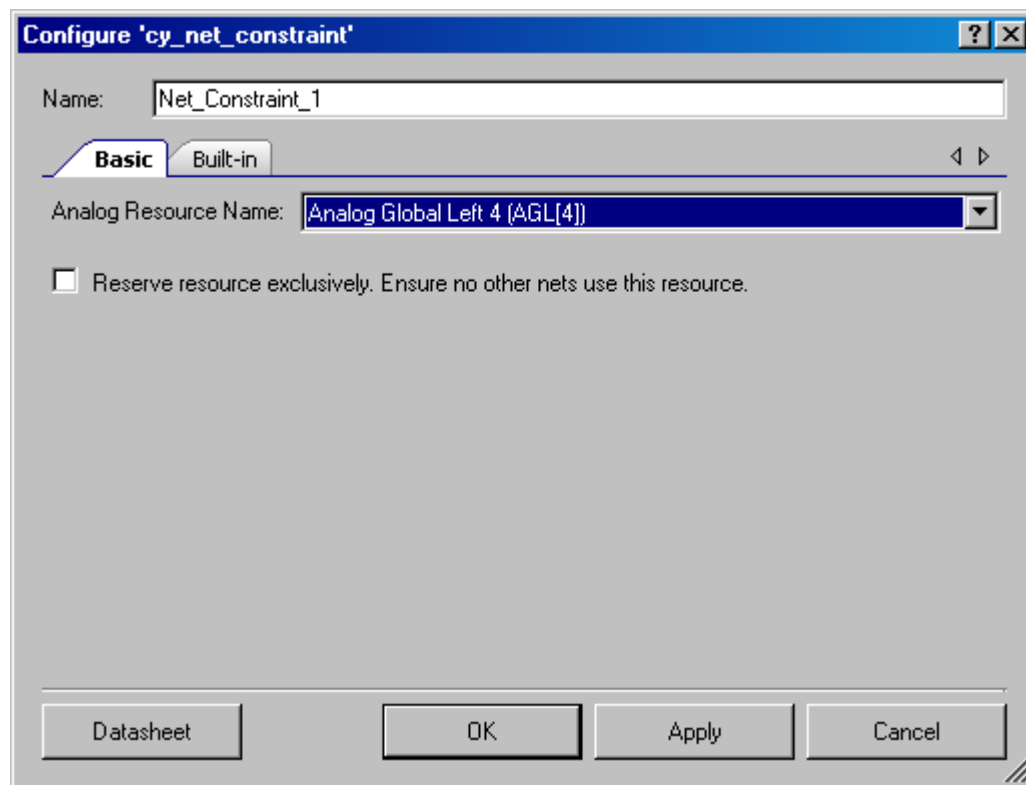 Configure 'cy_net_constraint'
Name: Net_Constraint_1
Basic Built-in
Analog Resource Name: Analog Global Left 4 (AGL[4])
Reserve resource exclusively. Ensure no other nets use this resource.
Datasheet OK Apply Cancel